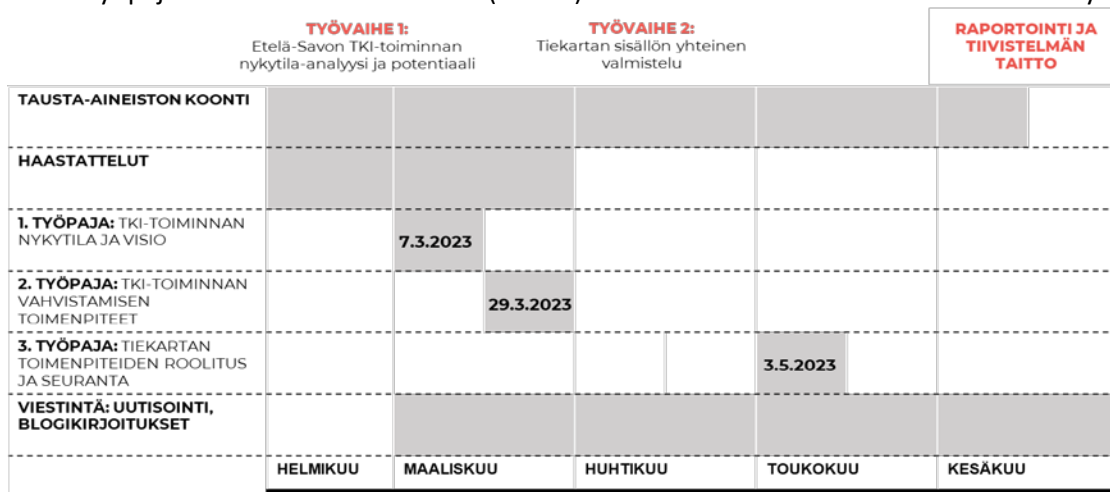 TYÖVAIHE 1:
Etelä-Savon TKI-toiminnan
nykytila-analyysi ja potentiaali
TYÖVAIHE 2:
Tiekartan sisällön yhteinen
valmistelu
RAPORTOINTI JA
TIIVISTELMÄN
TAITTO
TAUSTA-AINEISTON KOONTI
HAASTATTELUT
1. TYÖPAJA: TKI-TOIMINNAN
NYKYTILA JA VISIO
7.3.2023
2. TYÖPAJA: TKI-TOIMINNAN
VAHVISTAMISEN
TOIMENPITEET
29.3.2023
3. TYÖPAJA: TIEKARTAN
TOIMENPITEIDEN ROOLITUS
JA SEURANTA
3.5.2023
VIESTINTÄ: UUTISOINTI,
BLOGIKIRJOITUKSET
HELMIKUU MAALISKUU HUHTIKUU TOUKOKUU KESÄKUU